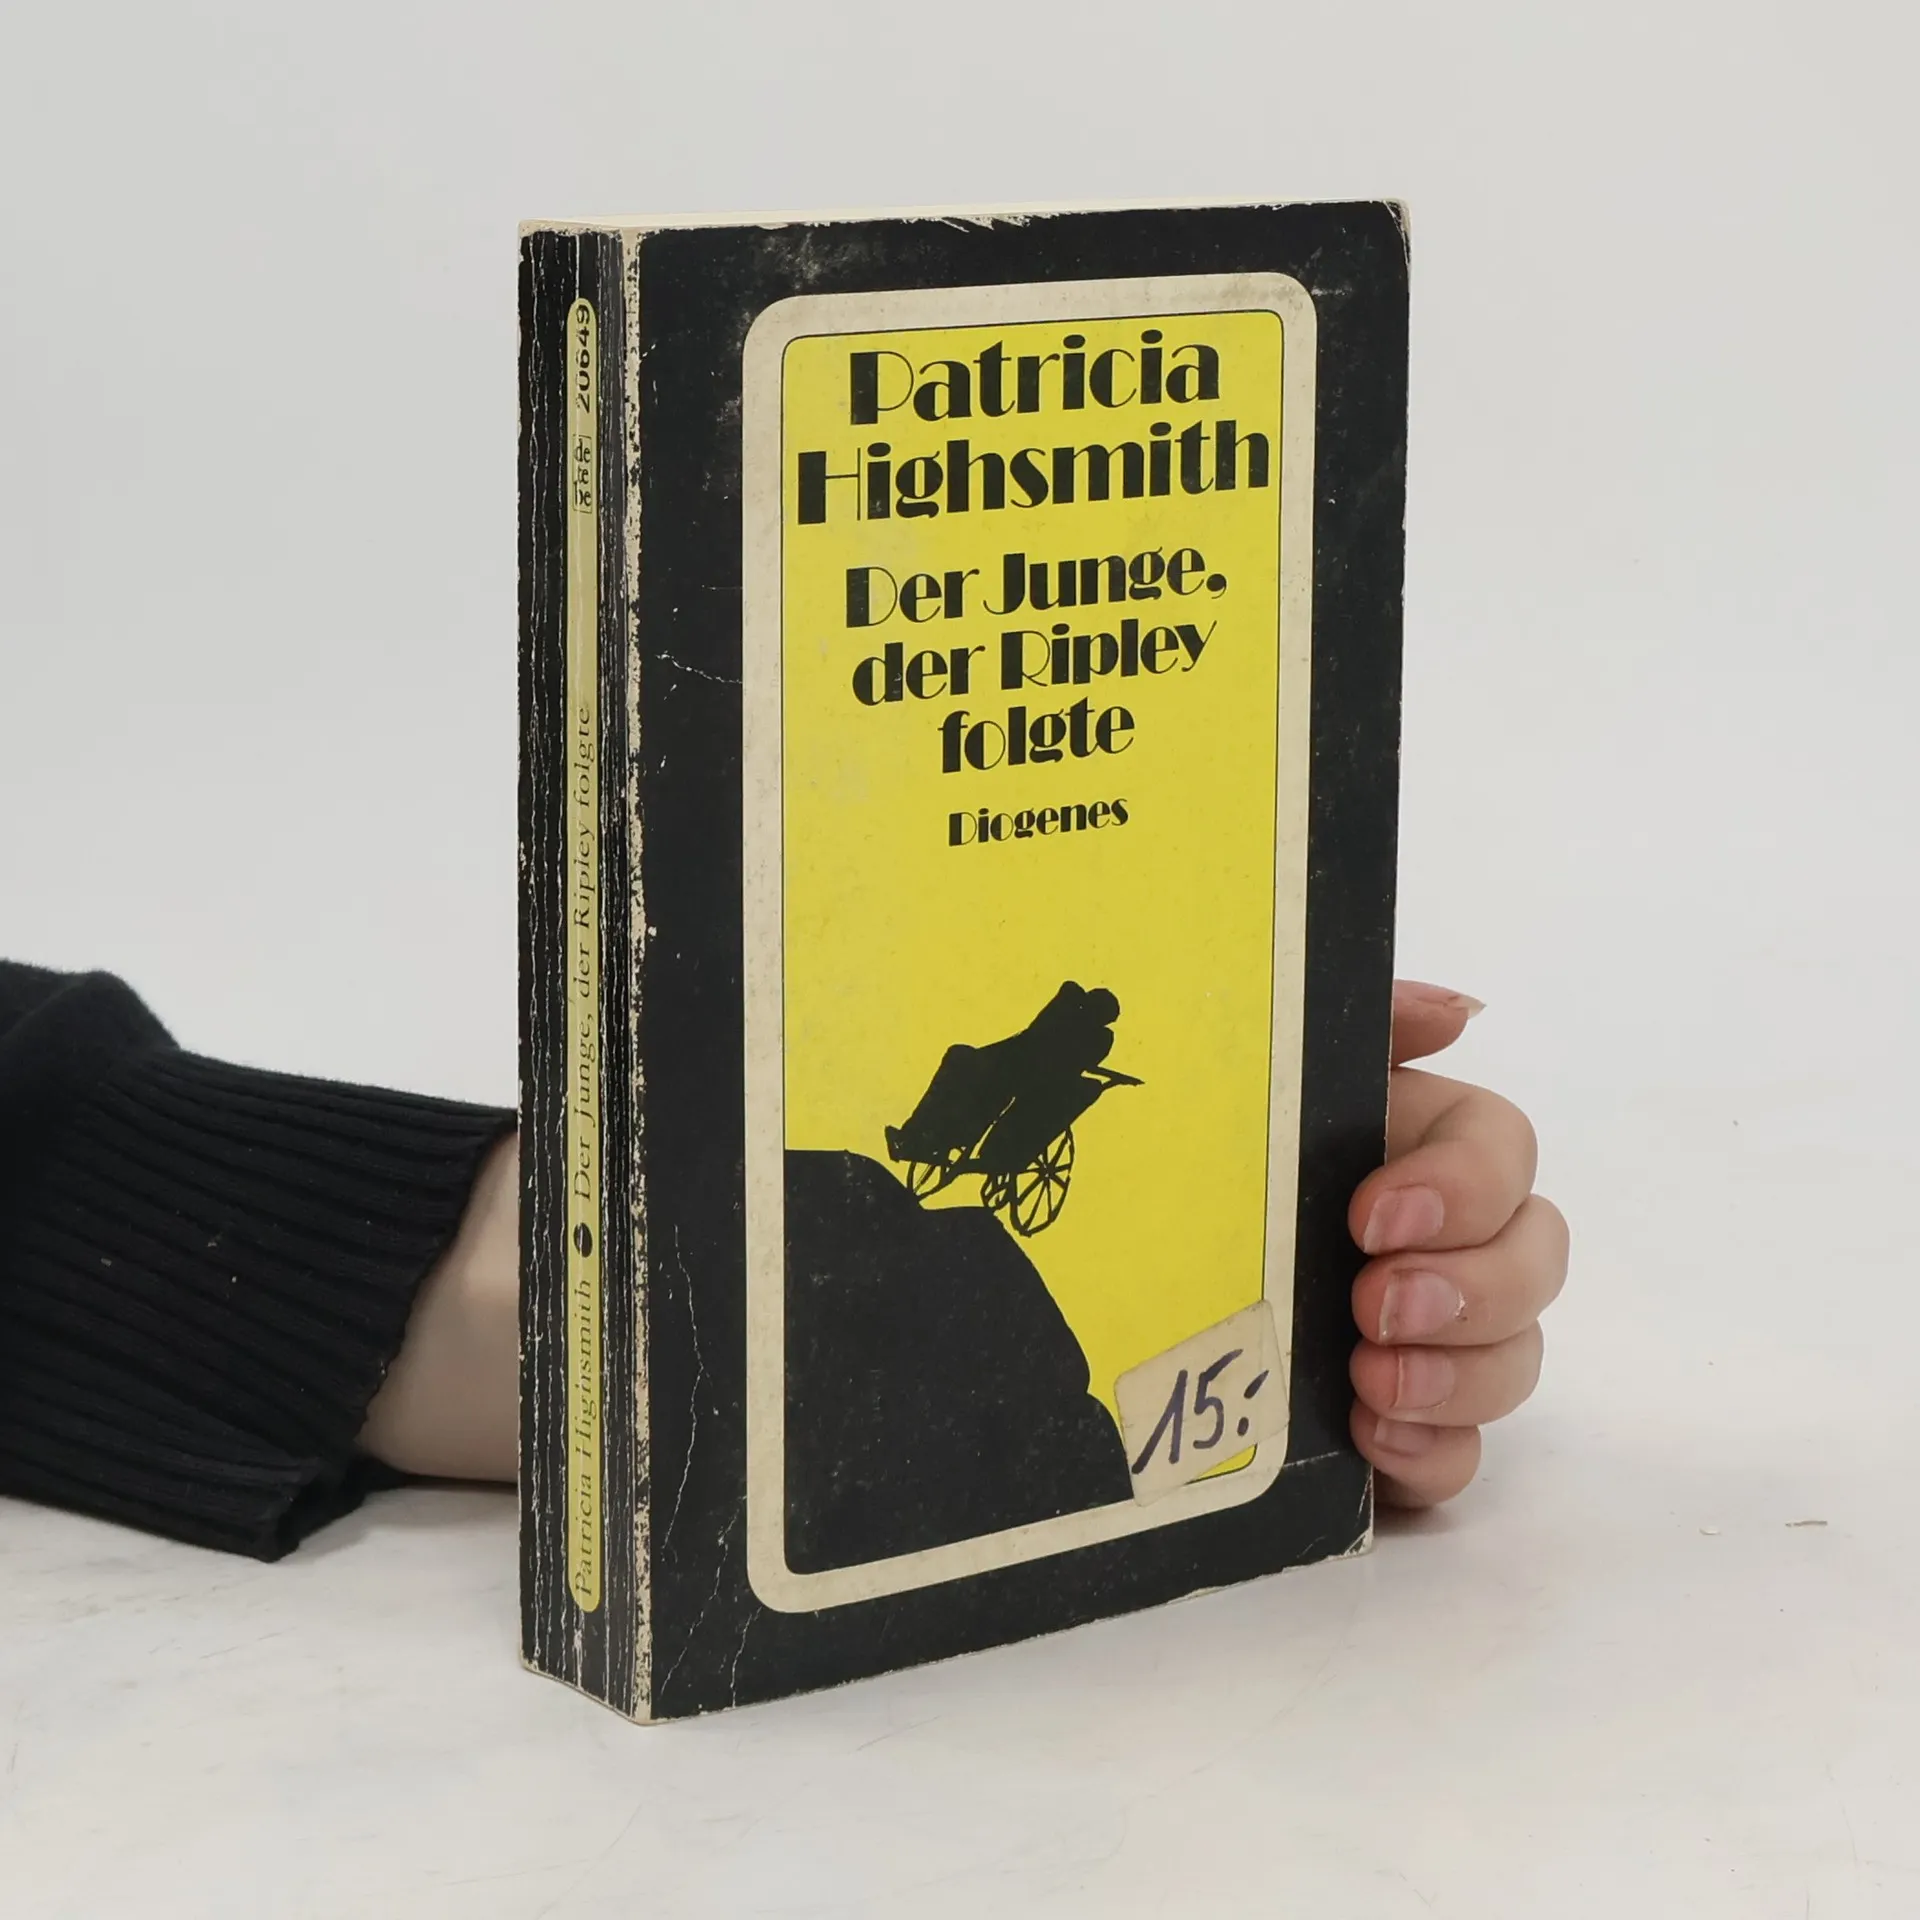 Patricia
Highsmith
Der Junge,
der Ripley
folgte
Diogenes
15.-
Patricia Highsmith Der Junge, der Ripley folgte
de
te
be
20649